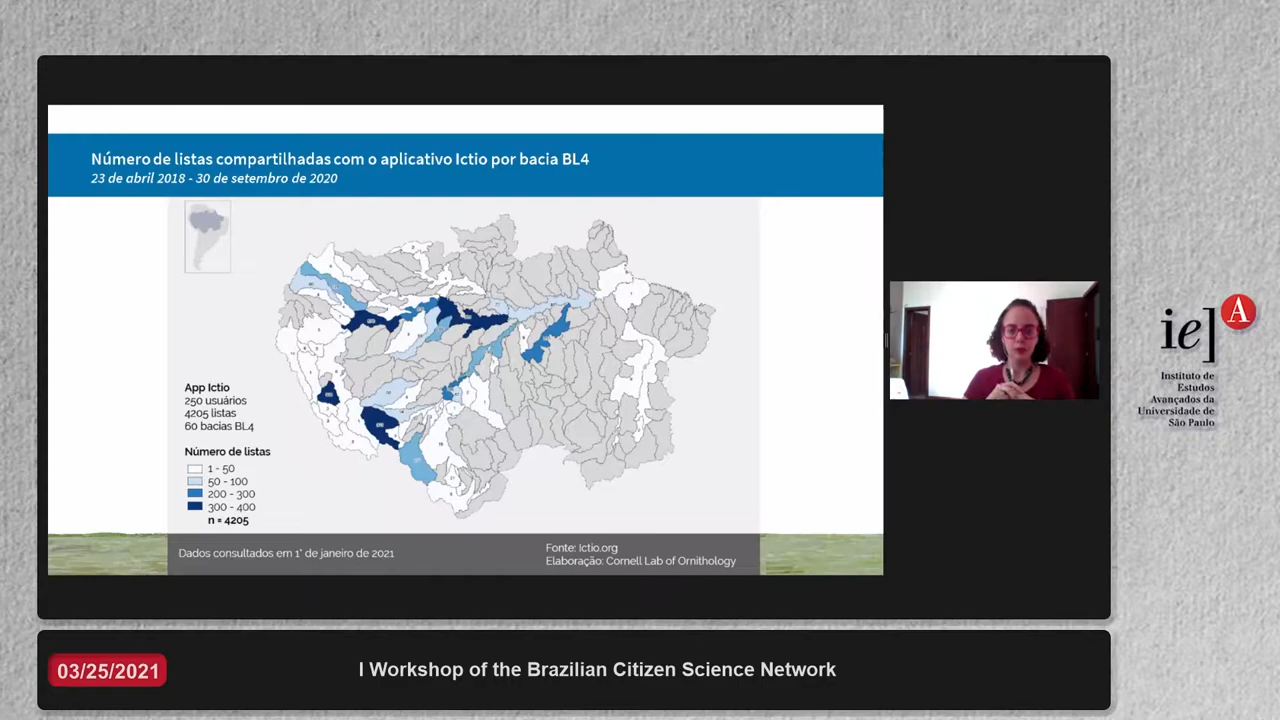 Número de listas compartilhadas com o aplicativo Ictio por bacia BL4
23 de abril 2018 - 30 de setembro de 2020
App Ictio
250 usuários
4205 listas
60 bacias BL4
Número de listas
1 - 50
50 - 100
200 - 300
300 - 400
n = 4205
Dados consultados em 1° de janeiro de 2021
Fonte: Ictio.org
Elaboração: Cornell Lab of Ornithology
ie] A
Instituto de
Estudos
Avançados da
Universidade de
São Paulo
03/25/2021
I Workshop of the Brazilian Citizen Science Network